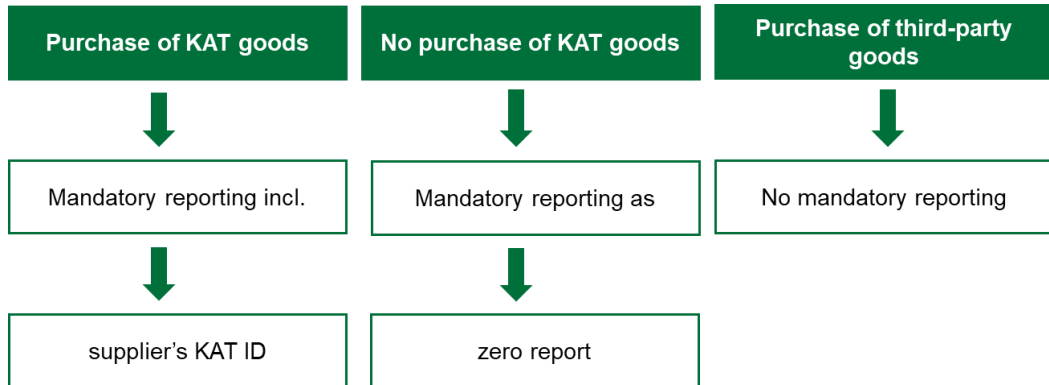 Purchase of KAT goods
No purchase of KAT goods
Purchase of third-party
goods
Mandatory reporting incl.
Mandatory reporting as
No mandatory reporting
supplier's KAT ID
zero report